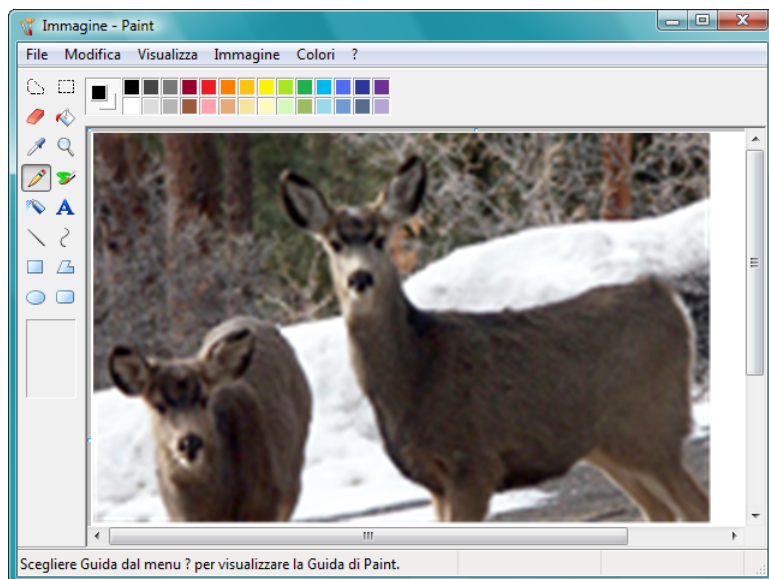 Immagine - Paint
File Modifica Visualizza Immagine Colori ?
A
Scegliere Guida dal menu ? per visualizzare la Guida di Paint.